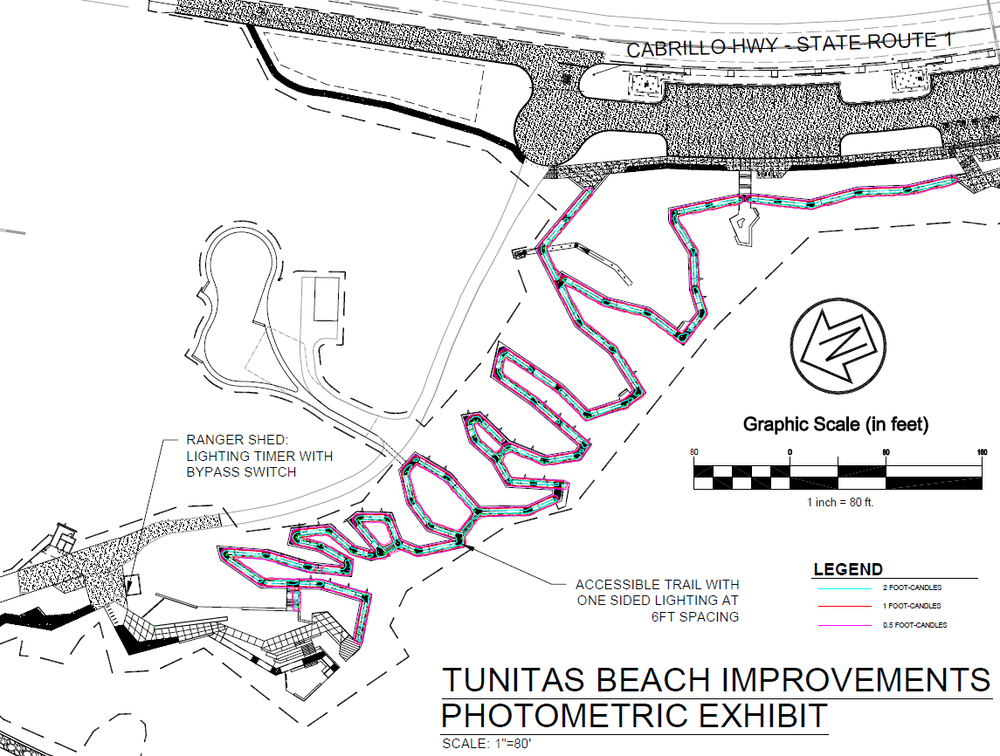 CABRILLO HWY - STATE ROUTE 1
N
Graphic Scale (in feet)
80 0 80 160
1 inch = 80 ft.
RANGER SHED:
LIGHTING TIMER WITH
BYPASS SWITCH
ACCESSIBLE TRAIL WITH
ONE SIDED LIGHTING AT
6FT SPACING
LEGEND
2 FOOT-CANDLES
1 FOOT-CANDLES
0.5 FOOT-CANDLES
TUNITAS BEACH IMPROVEMENTS
PHOTOMETRIC EXHIBIT
SCALE: 1"=80'